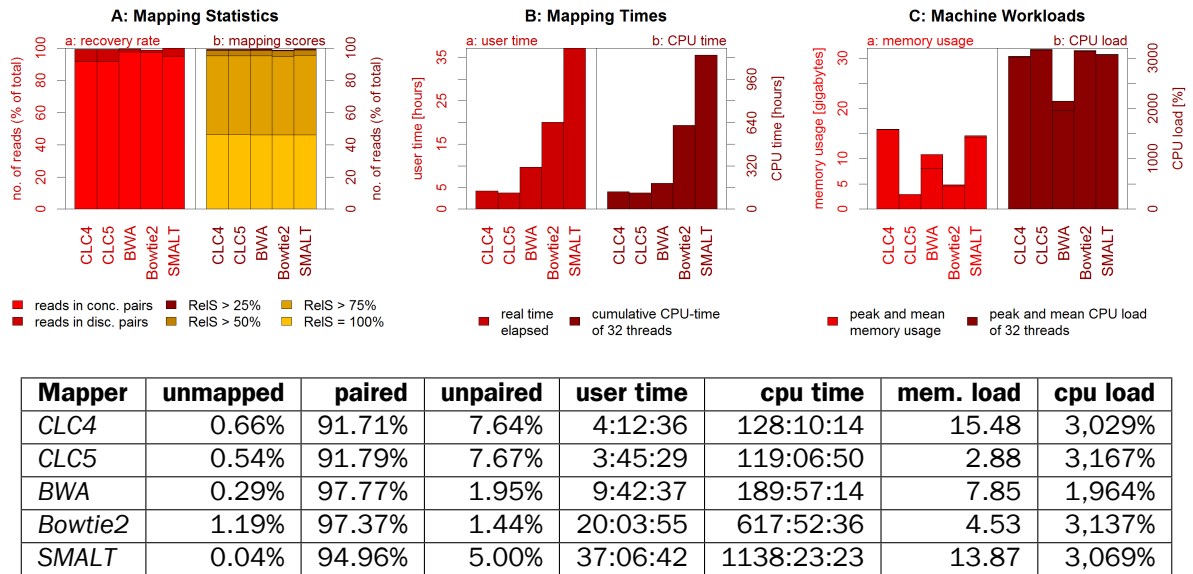 A: Mapping Statistics
a: recovery rate
b: mapping scores
no. of reads (% of total)
0 20 40 60 80 100
0 20 40 60 80 100
no. of reads (% of total)
CLC4 CLC5 BWA Bowtie2 SMALT
CLC4 CLC5 BWA Bowtie2 SMALT
reads in conc. pairs
reads in disc. pairs
RelS > 25%
RelS > 50%
RelS > 75%
RelS = 100%
B: Mapping Times
a: user time
b: CPU time
user time [hours]
0 5 15 25 35
0 320 640 960
CPU time [hours]
CLC4 CLC5 BWA Bowtie2 SMALT
CLC4 CLC5 BWA Bowtie2 SMALT
real time
elapsed
cumulative CPU-time
of 32 threads
C: Machine Workloads
a: memory usage
b: CPU load
memory usage [gigabytes]
0 5 10 20 30
0 1000 2000 3000
CPU load [%]
CLC4 CLC5 BWA Bowtie2 SMALT
CLC4 CLC5 BWA Bowtie2 SMALT
peak and mean
memory usage
peak and mean CPU load
of 32 threads
Mapper unmapped paired unpaired user time cpu time mem. load cpu load
CLC4 0.66% 91.71% 7.64% 4:12:36 128:10:14 15.48 3,029%
CLC5 0.54% 91.79% 7.67% 3:45:29 119:06:50 2.88 3,167%
BWA 0.29% 97.77% 1.95% 9:42:37 189:57:14 7.85 1,964%
Bowtie2 1.19% 97.37% 1.44% 20:03:55 617:52:36 4.53 3,137%
SMALT 0.04% 94.96% 5.00% 37:06:42 1138:23:23 13.87 3,069%